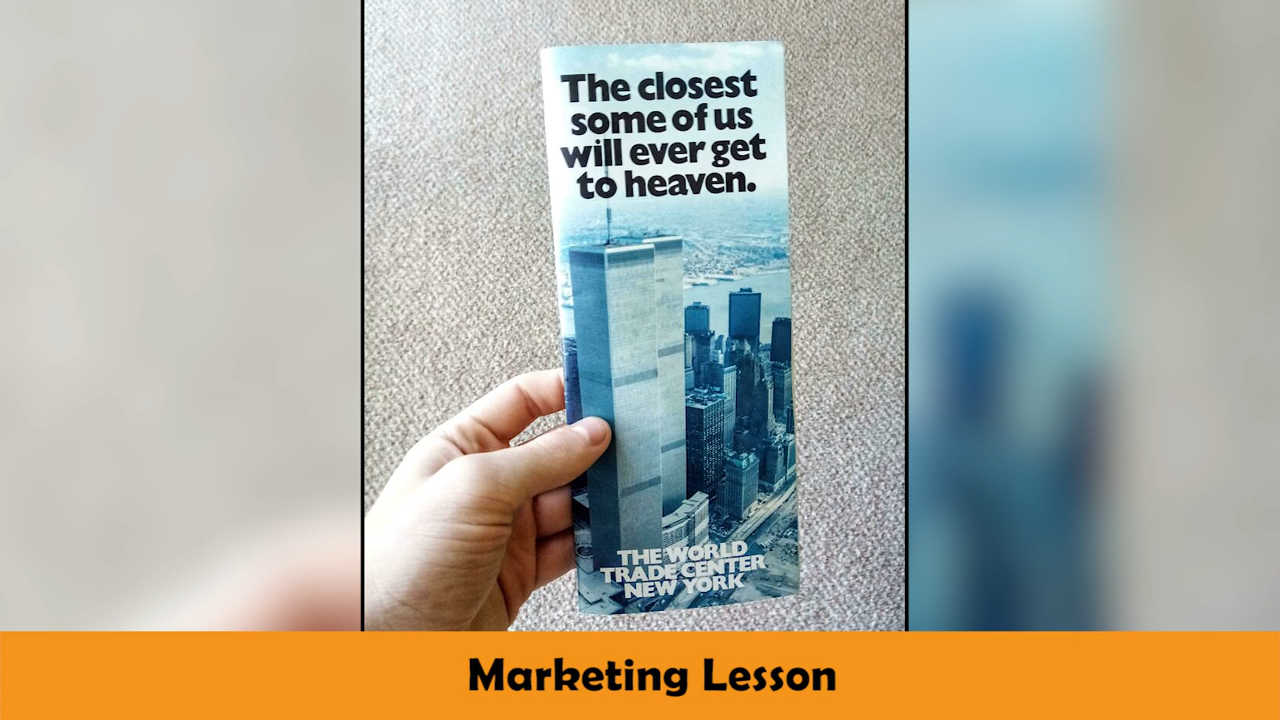 The closest
some of us
will ever get
to heaven.
THE WORLD
TRADE CENTER
NEW YORK
Marketing Lesson